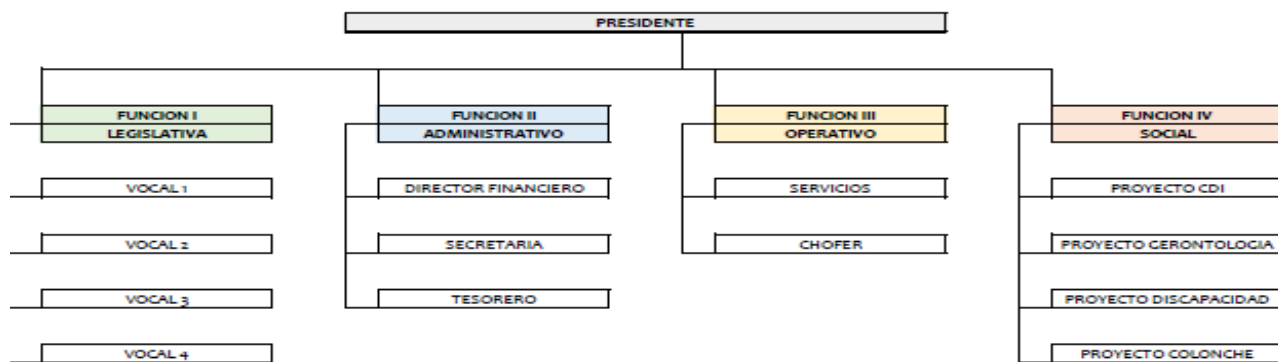 PRESIDENTE
FUNCION I
LEGISLATIVA
VOCAL 1
VOCAL 2
VOCAL 3
VOCAL 4
FUNCION II
ADMINISTRATIVO
DIRECTOR FINANCIERO
SECRETARIA
TESORERO
FUNCION III
OPERATIVO
SERVICIOS
CHOFER
FUNCION IV
SOCIAL
PROYECTO CDI
PROYECTO GERONTOLOGIA
PROYECTO DISCAPACIDAD
PROYECTO COLONCHE